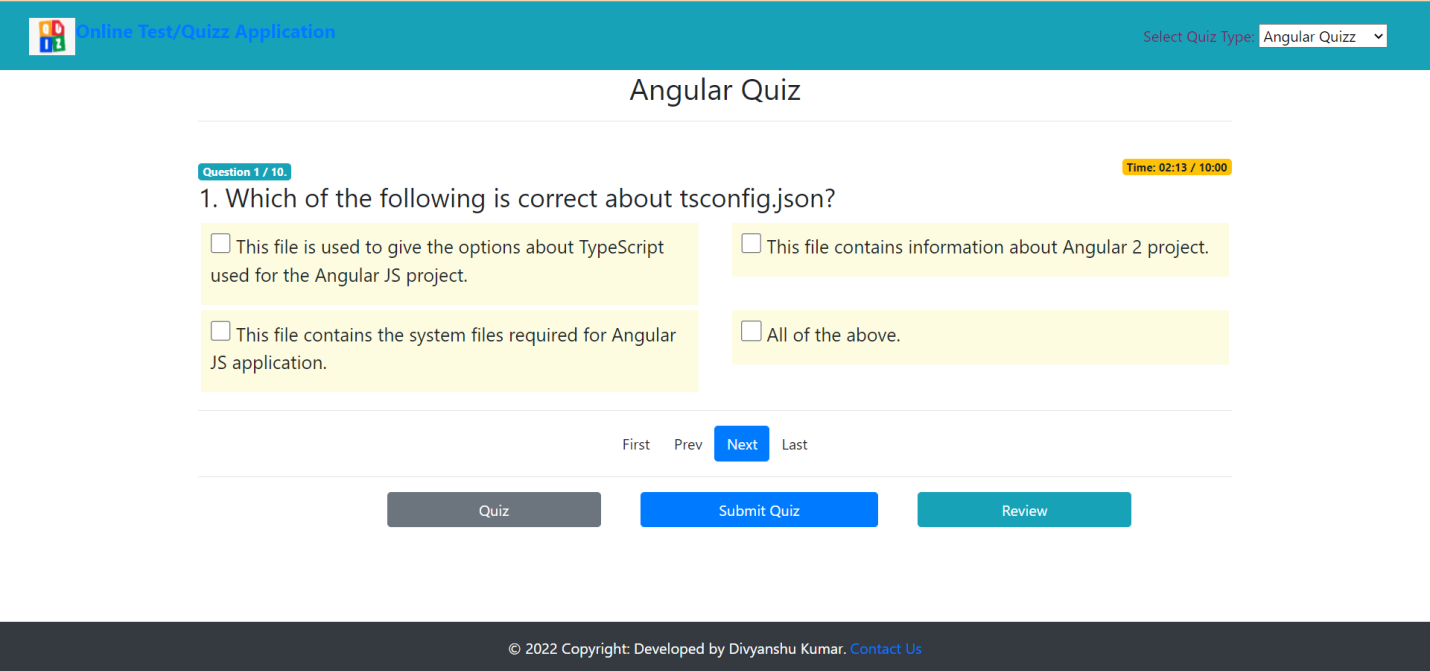 QUIZ
Online Test/Quizz Application
Select Quiz Type: Angular Quizz
Angular Quiz
Question 1 / 10.
Time: 02:13 / 10:00
1. Which of the following is correct about tsconfig.json?
This file is used to give the options about TypeScript
used for the Angular JS project.
This file contains information about Angular 2 project.
This file contains the system files required for Angular
JS application.
All of the above.
First Prev Next Last
Quiz Submit Quiz Review
© 2022 Copyright: Developed by Divyanshu Kumar. Contact Us